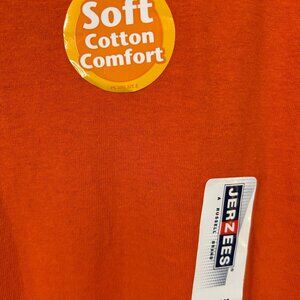 Soft
Cotton
Comfort
JERZEES
A RUSSELL BRAND